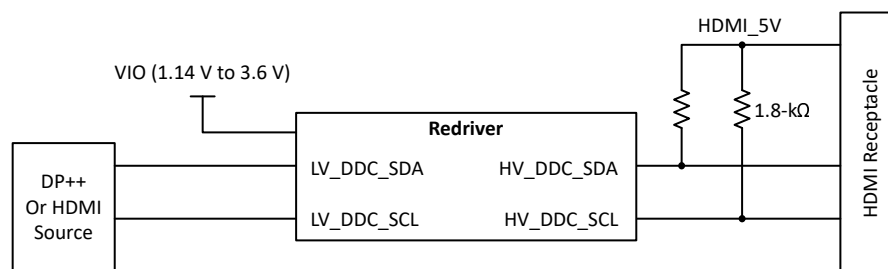 HDMI_5V
VIO (1.14 V to 3.6 V)
1.8-kΩ
Redriver
LV_DDC_SDA
HV_DDC_SDA
DP++
Or HDMI
Source
LV_DDC_SCL
HV_DDC_SCL
HDMI Receptacle